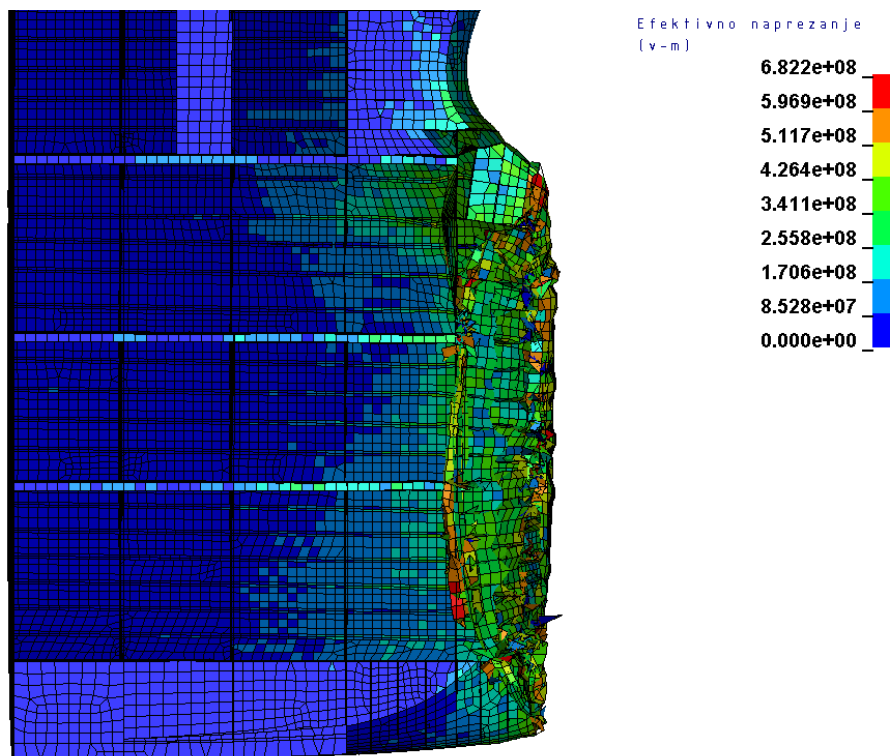 Efektivno naprezanje
(v-m)
6.822e+08
5.969e+08
5.117e+08
4.264e+08
3.411e+08
2.558e+08
1.706e+08
8.528e+07
0.000e+00